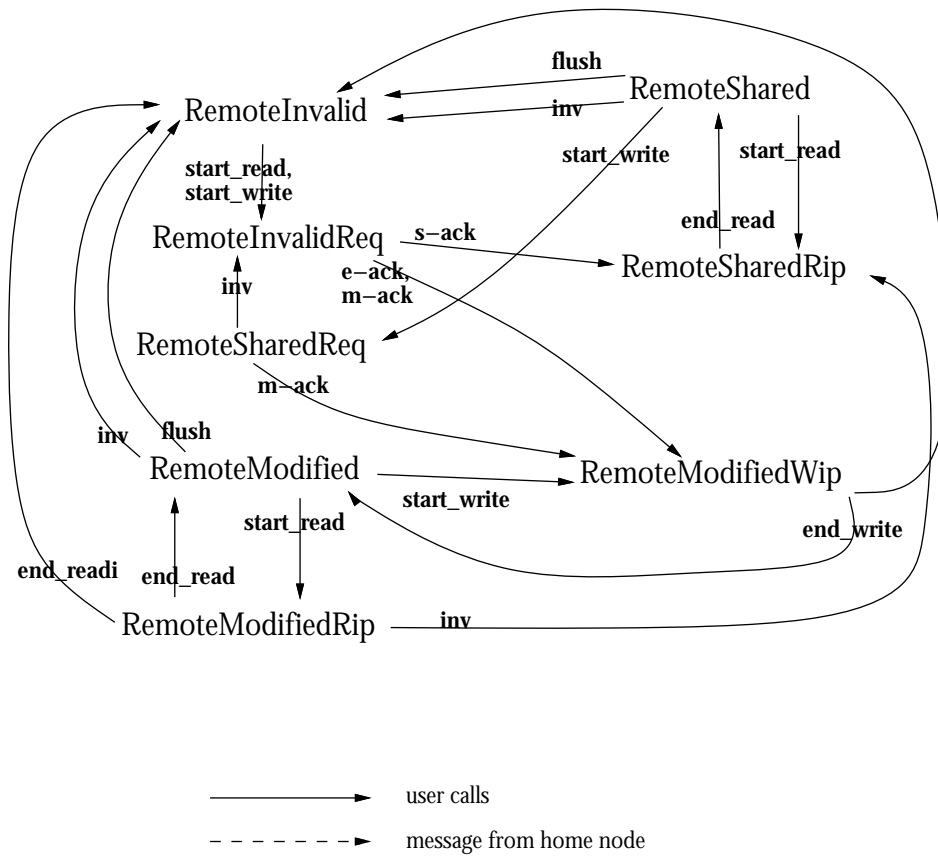 flush
RemoteShared
RemoteInvalid
inv
start_write
start_read
start_read,
start_write
end_read
RemoteInvalidReq
s-ack
RemoteSharedRip
e-ack,
m-ack
inv
RemoteSharedReq
m-ack
inv
flush
RemoteModified
RemoteModifiedWip
start_write
start_read
end_write
end_readi
end_read
RemoteModifiedRip
inv
user calls
message from home node